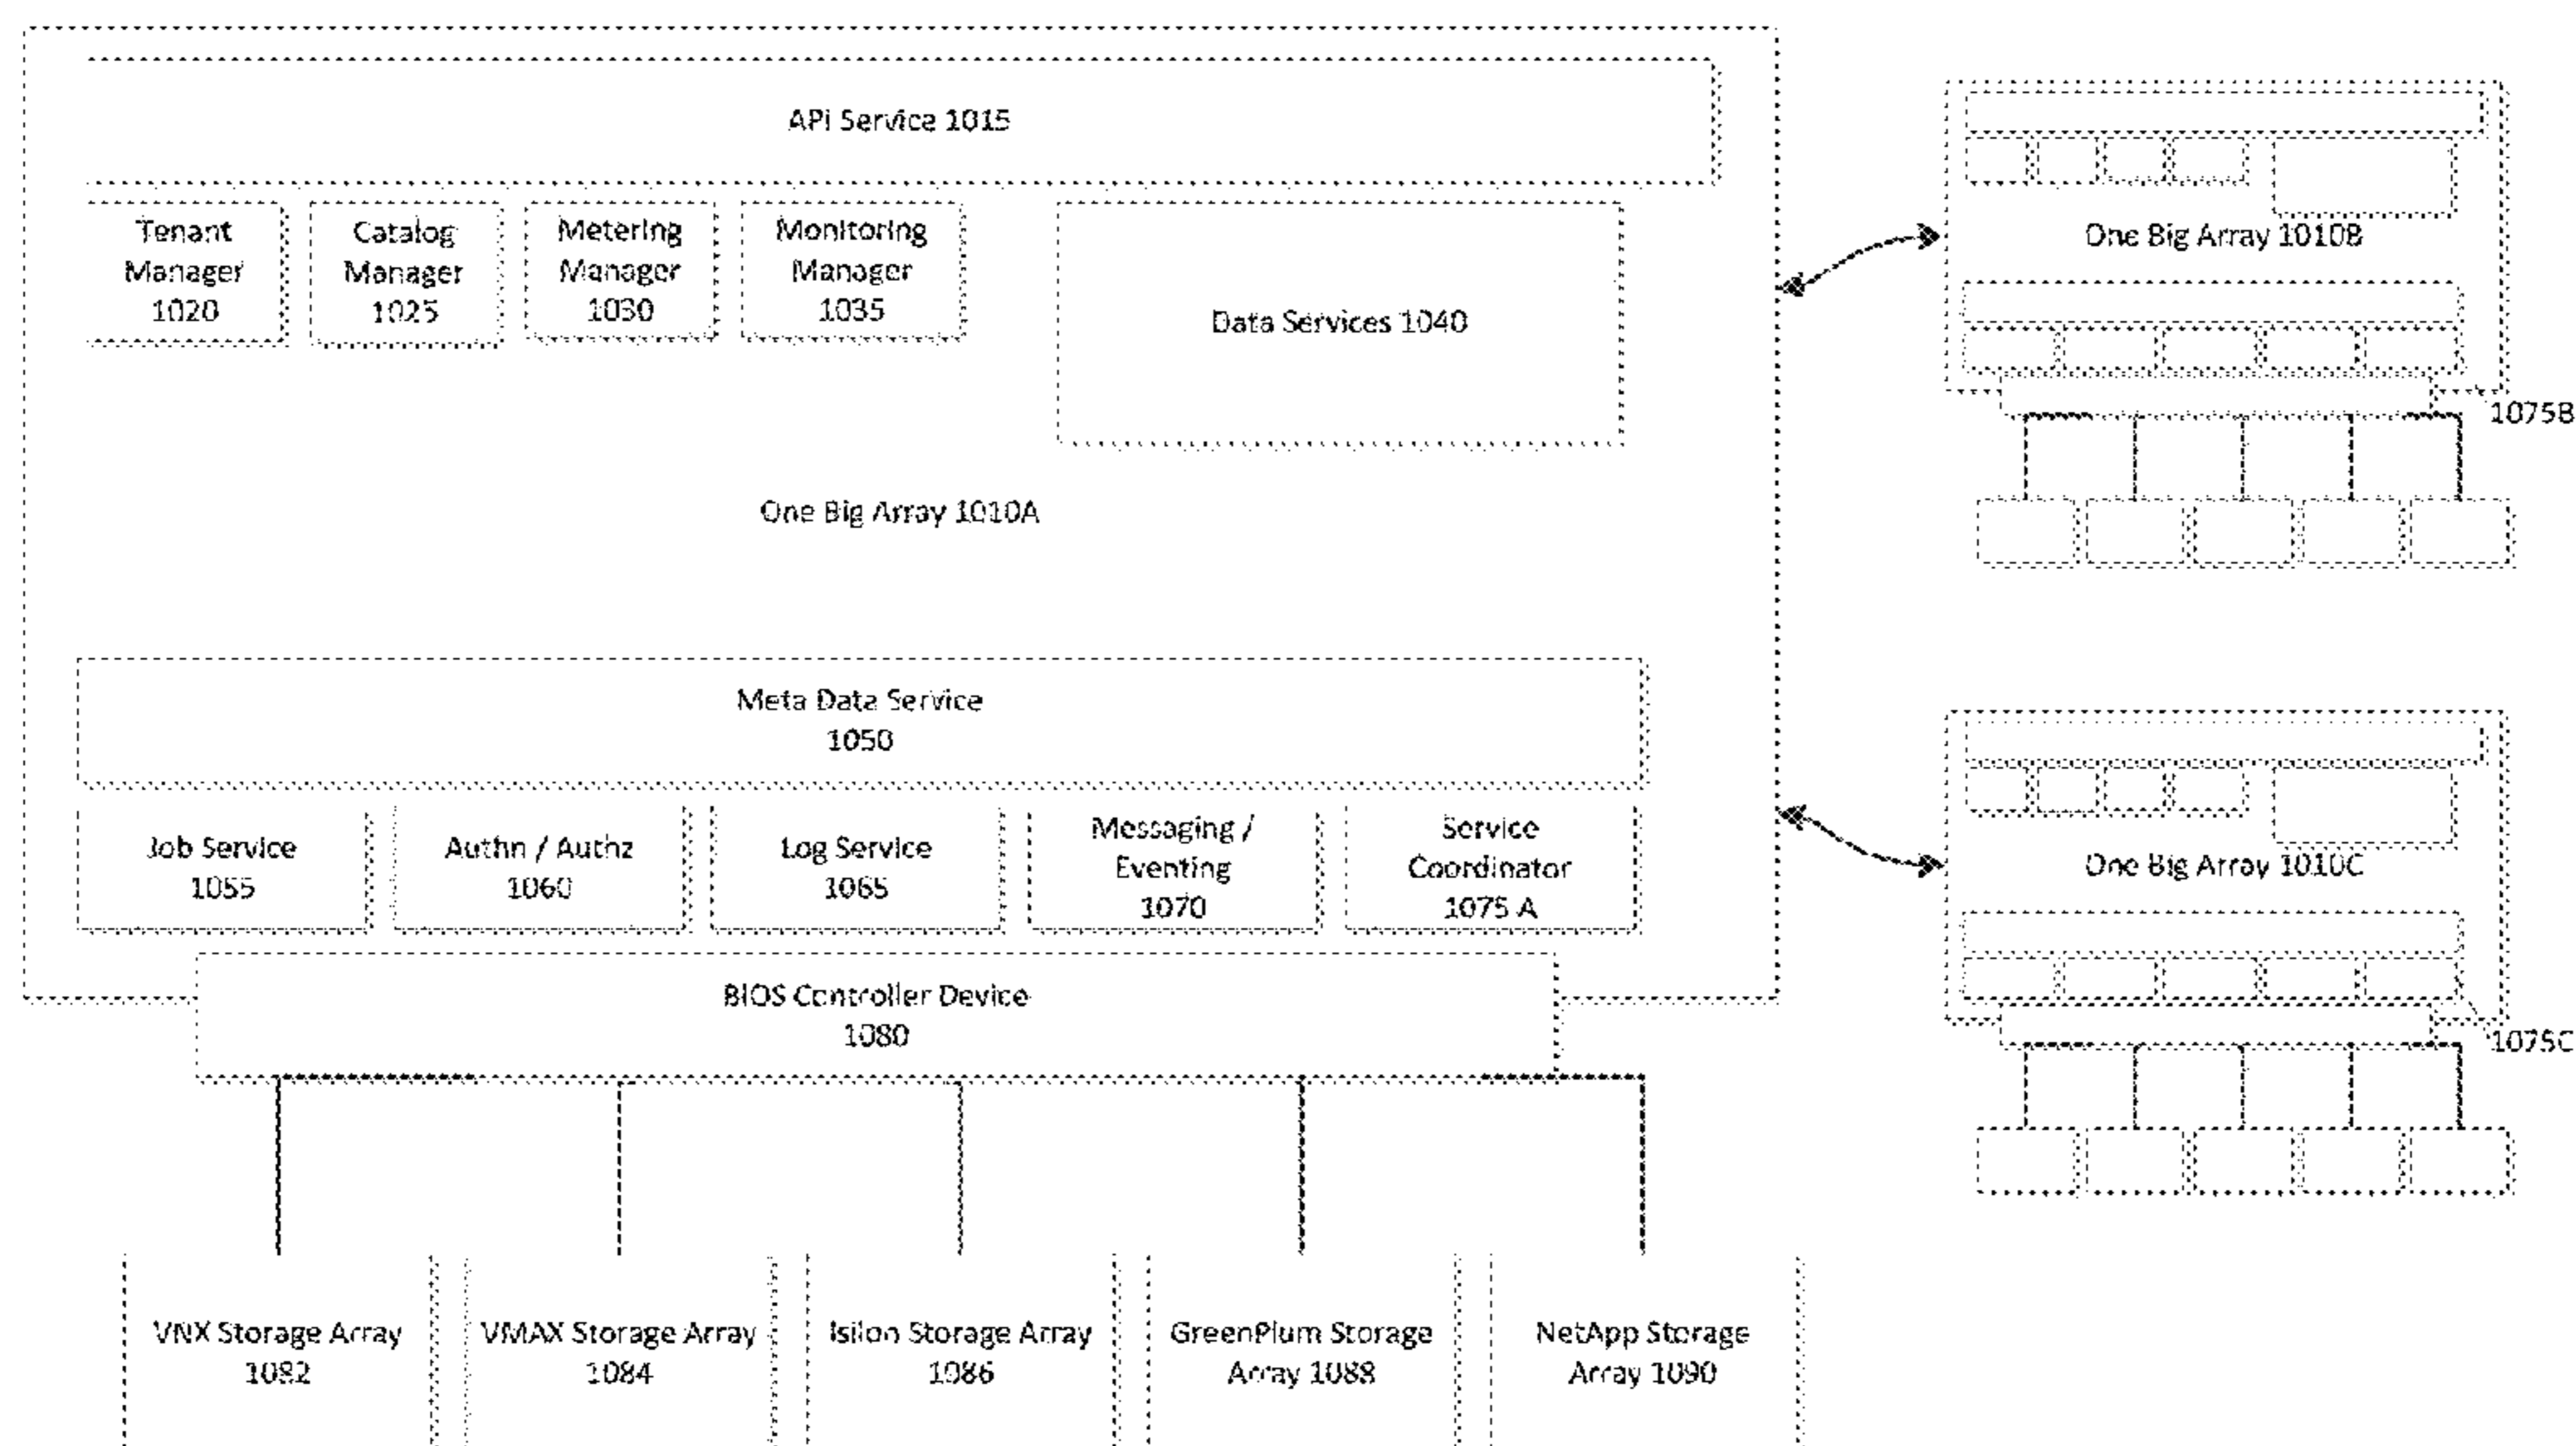 API Service 1015
Tenant
Manager
1020
Catalog
Manager
1025
Metering
Manager
1030
Monitoring
Manager
1035
Data Services 1040
One Big Array 1010A
Meta Data Service
1050
Job Service
1055
Authn / Authz
1060
Log Service
1065
Messaging /
Eventing
1070
Service
Coordinator
1075 A
BIOS Controller Device
1080
VNX Storage Array
1082
VMAX Storage Array
1084
Isilon Storage Array
1086
GreenPlum Storage
Array 1088
NetApp Storage
Array 1090
One Big Array 1010B
1075B
One Big Array 1010C
1075C